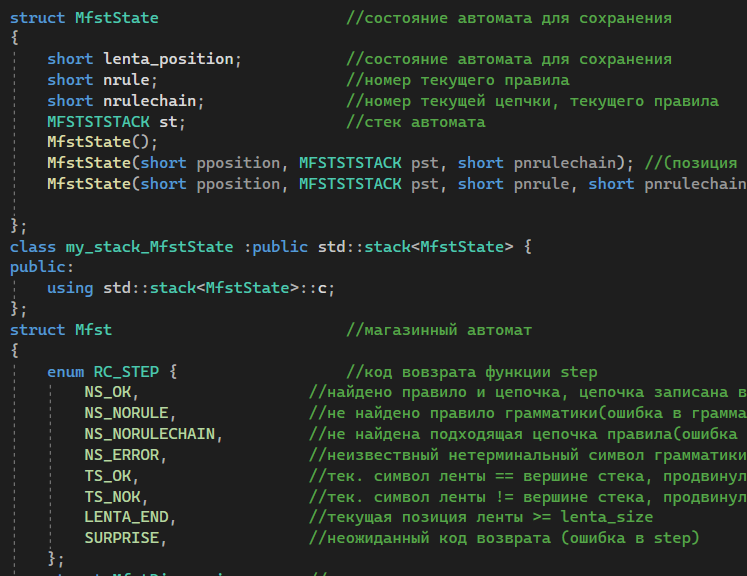 struct MfstState //состояние автомата для сохранения
{
short lenta_position; //состояние автомата для сохранения
short nrule; //номер текущего правила
short nrulechain; //номер текущей цепчки, текущего правила
MFSTSTSTACK st; //стек автомата
MfstState();
MfstState(short pposition, MFSTSTSTACK pst, short pnrulechain); //(позиция
MfstState(short pposition, MFSTSTSTACK pst, short pnrule, short pnrulechain
};
class my_stack_MfstState :public std::stack<MfstState> {
public:
using std::stack<MfstState>::c;
};
struct Mfst //магазинный автомат
{
enum RC_STEP { //код вовзрата функции step
NS_OK, //найдено правило и цепочка, цепочка записана в
NS_NORULE, //не найдено правило грамматики(ошибка в грамма
NS_NORULECHAIN, //не найдена подходящая цепочка правила(ошибка
NS_ERROR, //неизвествный нетерминальный символ грамматики
TS_OK, //тек. символ ленты == вершине стека, продвинул
TS_NOK, //тек. символ ленты != вершине стека, продвинул
LENTA_END, //текущая позиция ленты >= lenta_size
SURPRISE, //неожиданный код возврата (ошибка в step)
};